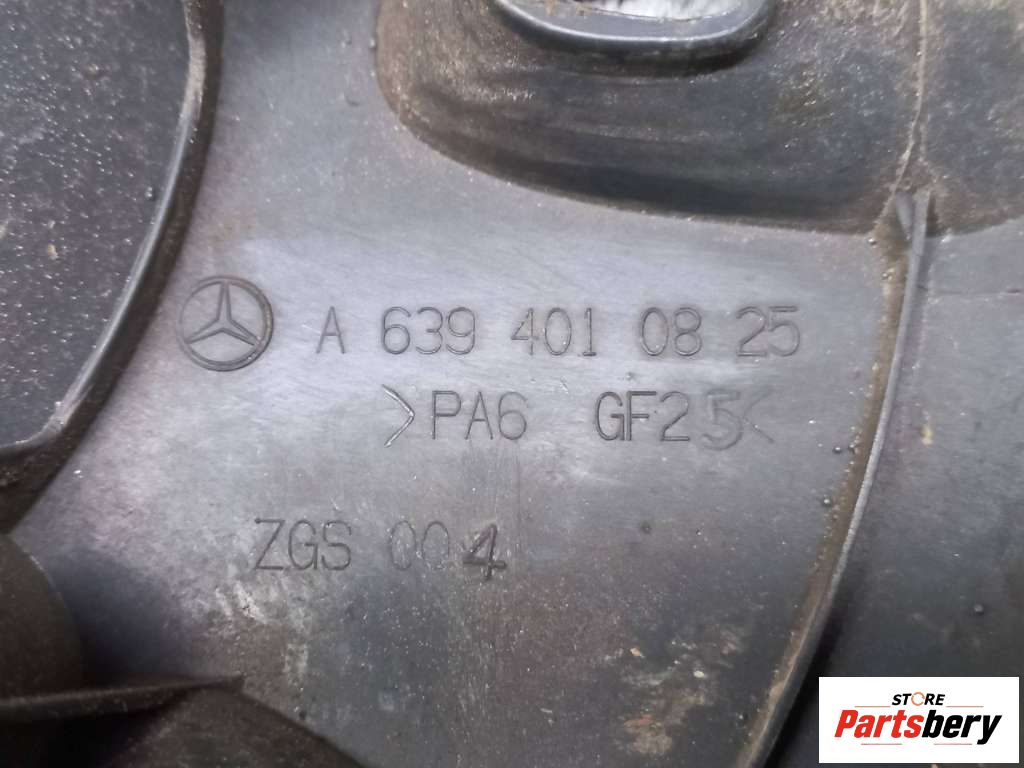 A 639 401 08 25
>PA6 GF25<
ZGS 004
STORE
Partsbery